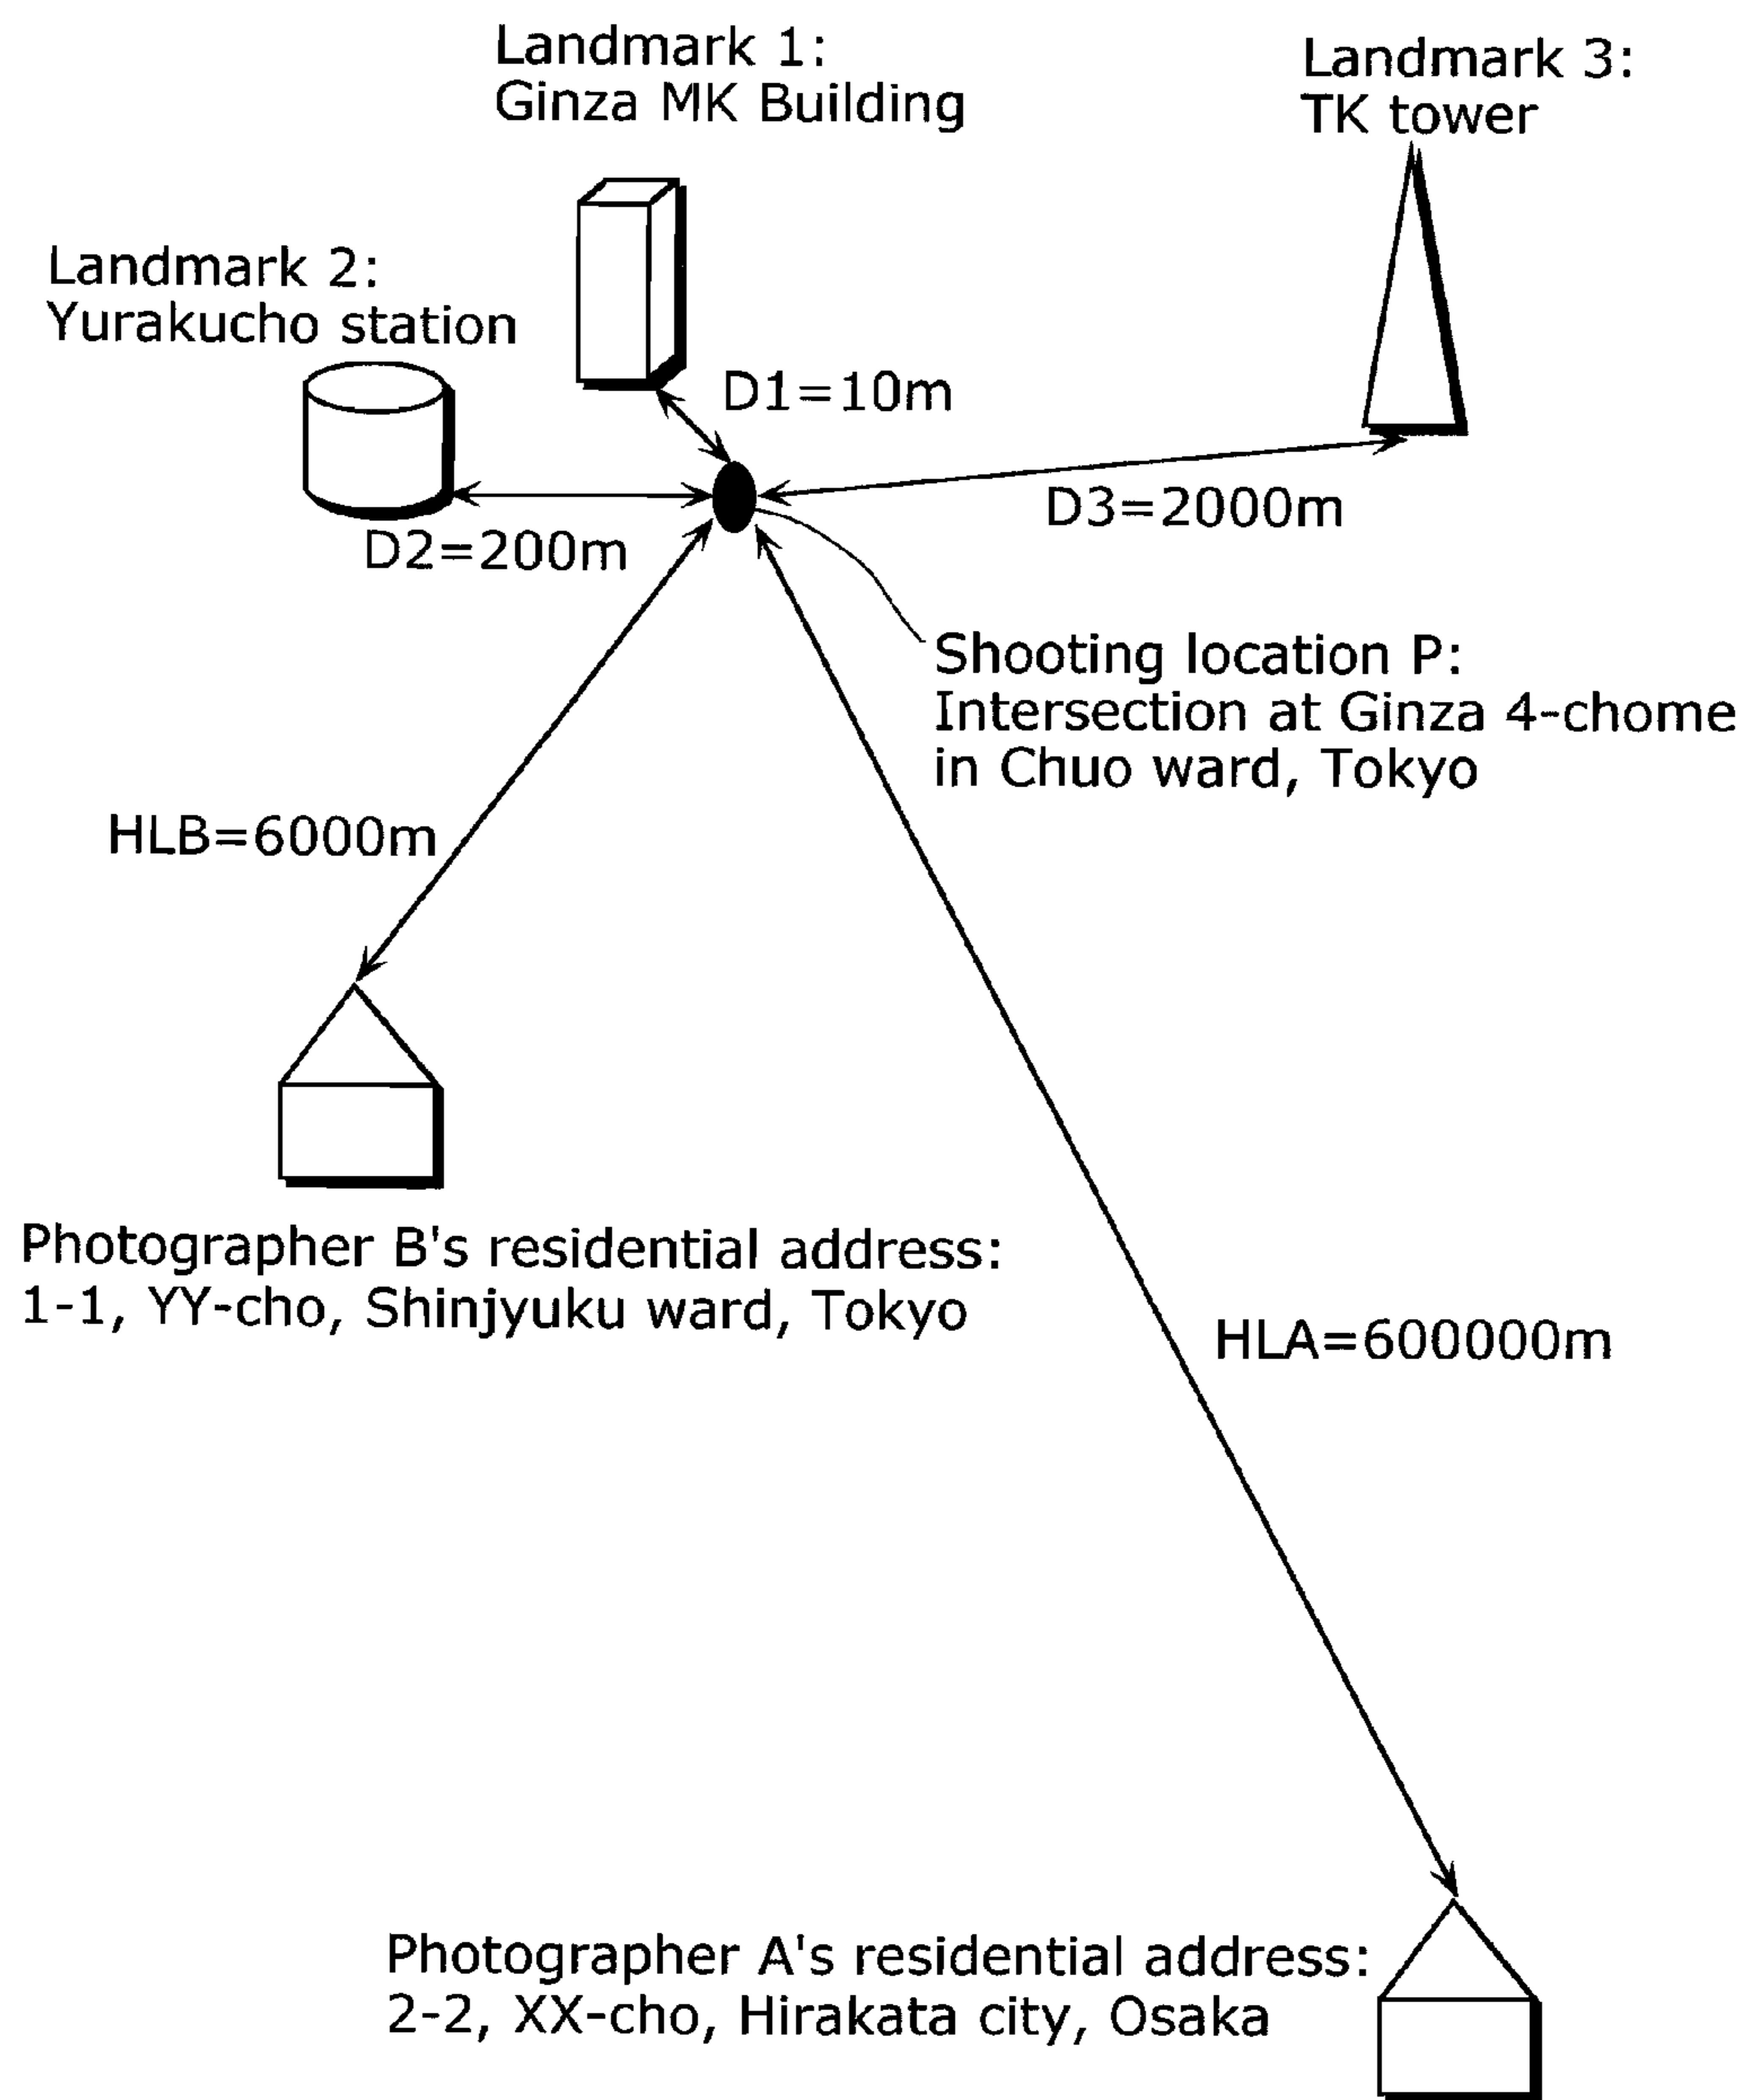 Landmark 1:
Ginza MK Building
Landmark 3:
TK tower
Landmark 2:
Yurakucho station
D1=10m
D3=2000m
D2=200m
Shooting location P:
Intersection at Ginza 4-chome
in Chuo ward, Tokyo
HLB=6000m
Photographer B's residential address:
1-1, YY-cho, Shinjyuku ward, Tokyo
HLA=600000m
Photographer A's residential address:
2-2, XX-cho, Hirakata city, Osaka